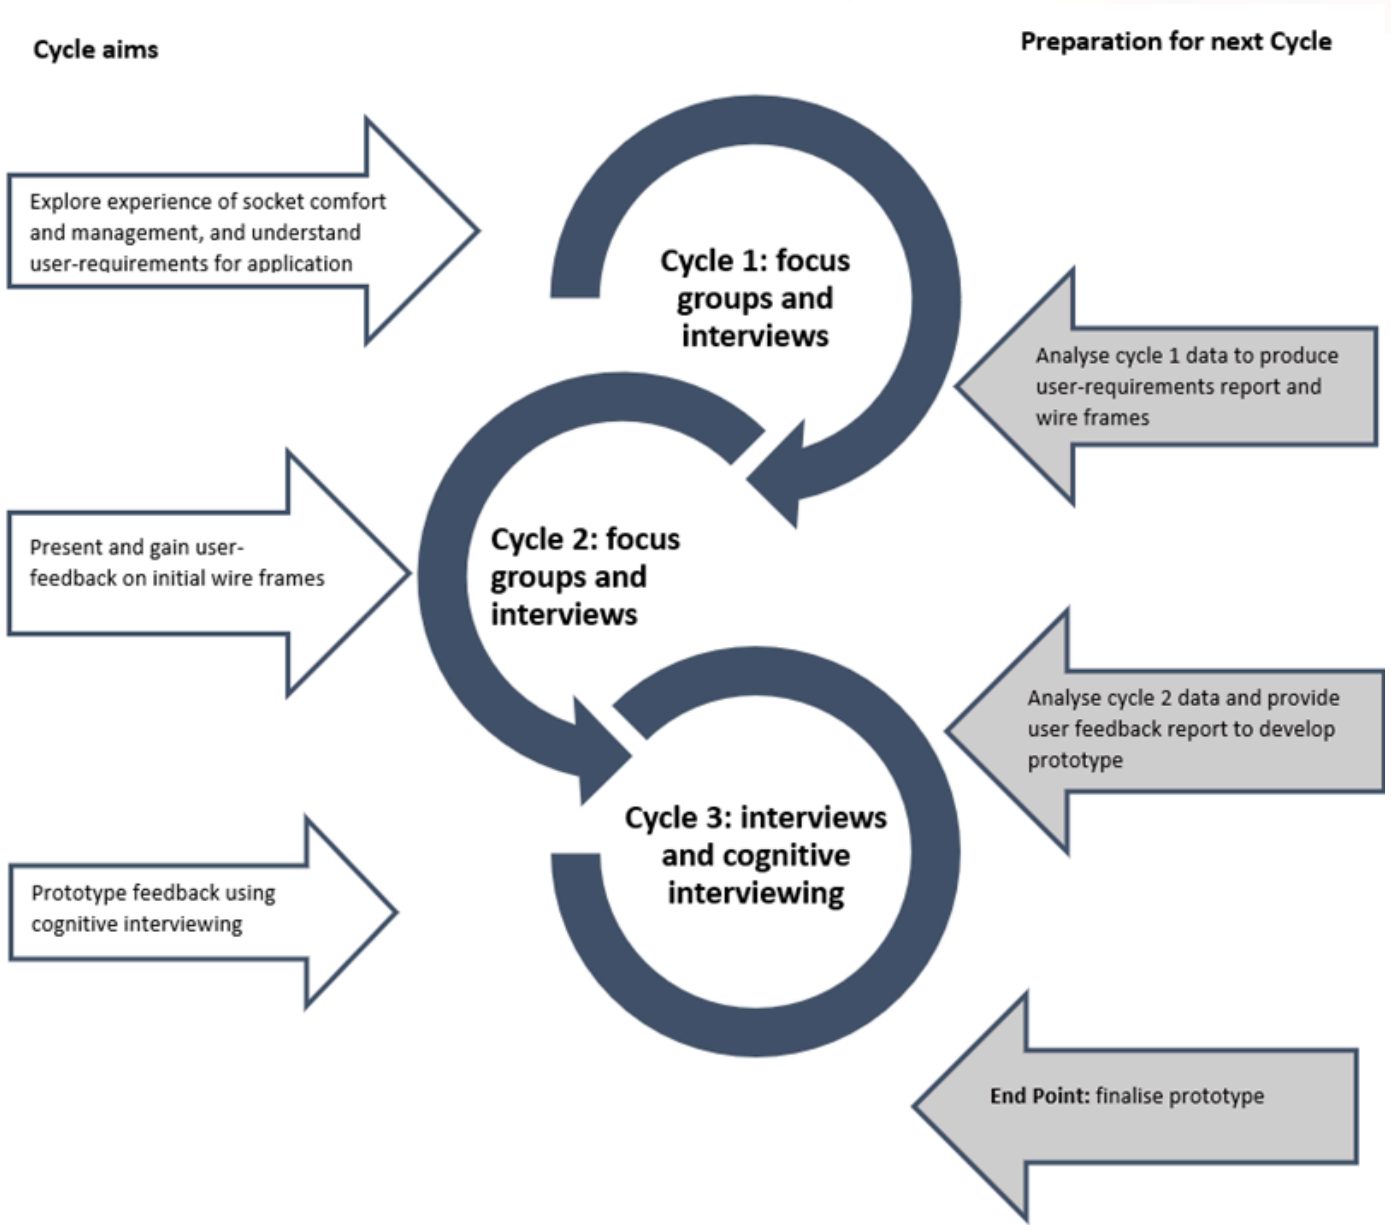 Cycle aims
Preparation for next Cycle
Explore experience of socket comfort
and management, and understand
user-requirements for application
Cycle 1: focus
groups and
interviews
Analyse cycle 1 data to produce
user-requirements report and
wire frames
Present and gain user-
feedback on initial wire frames
Cycle 2: focus
groups and
interviews
Analyse cycle 2 data and provide
user feedback report to develop
prototype
Prototype feedback using
cognitive interviewing
Cycle 3: interviews
and cognitive
interviewing
End Point: finalise prototype